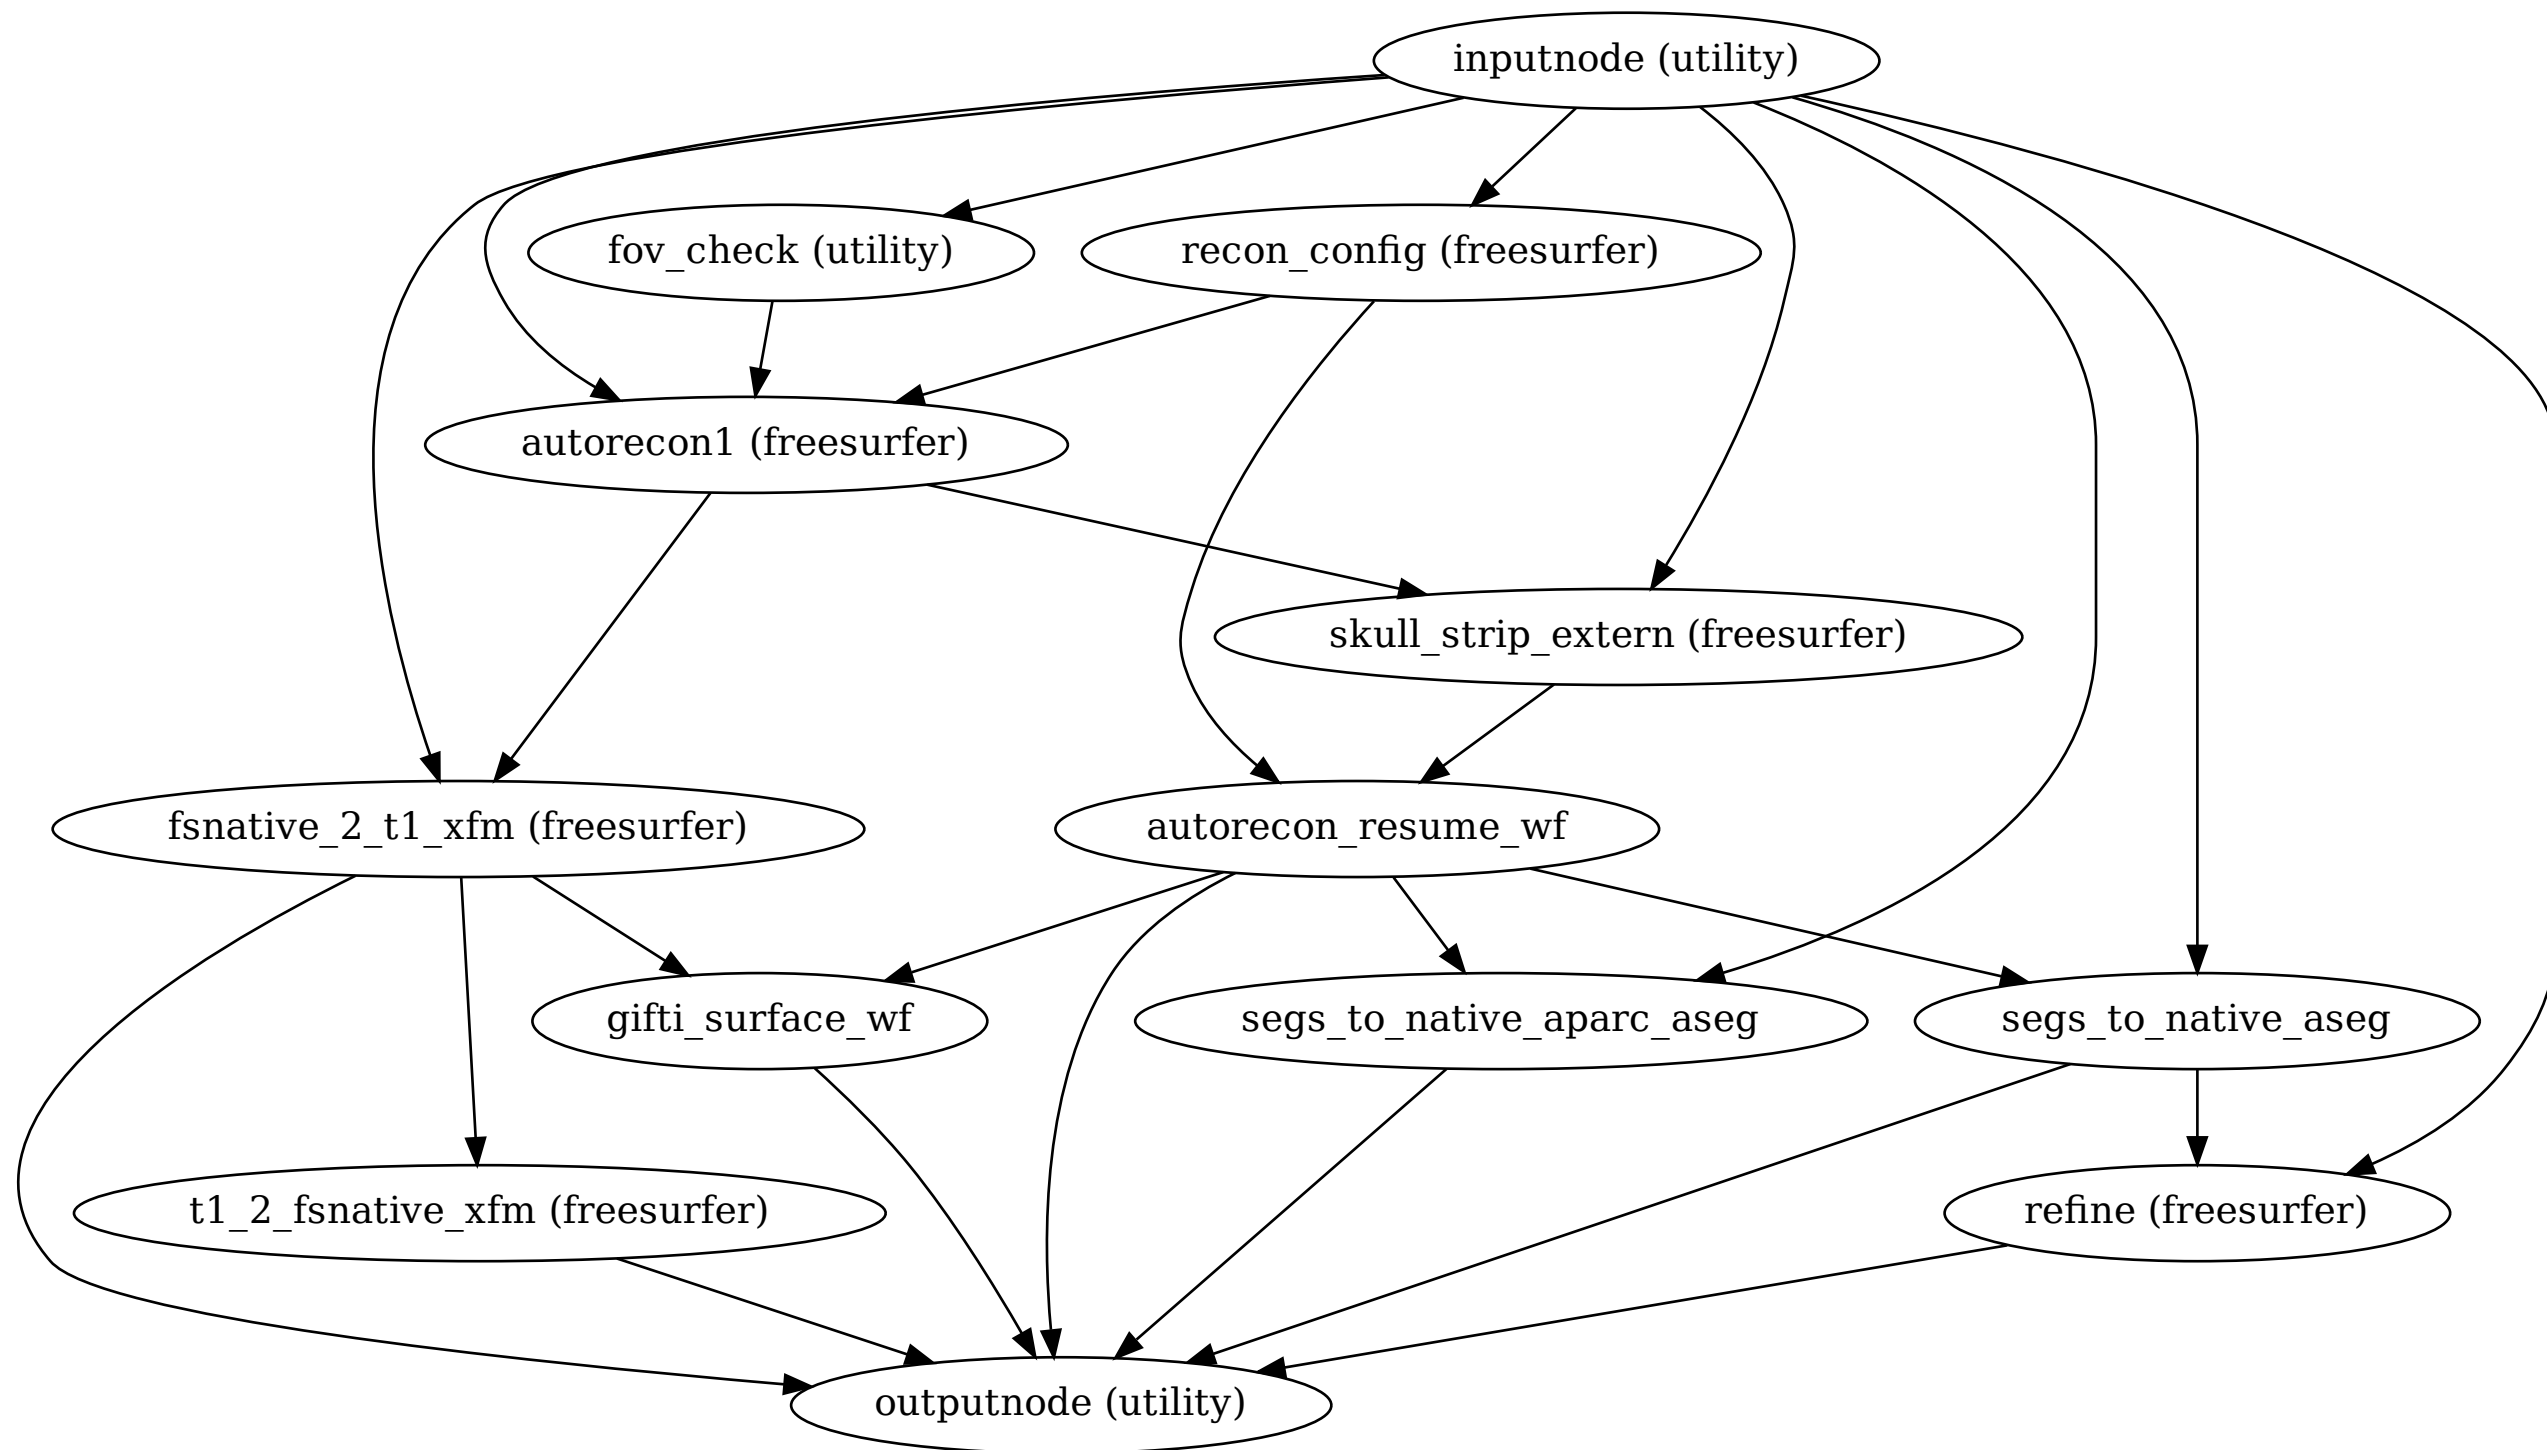 inputnode (utility)
fov_check (utility)
recon_config (freesurfer)
autorecon1 (freesurfer)
skull_strip_extern (freesurfer)
fsnative_2_t1_xfm (freesurfer)
autorecon_resume_wf
gifti_surface_wf
segs_to_native_aparc_aseg
segs_to_native_aseg
t1_2_fsnative_xfm (freesurfer)
refine (freesurfer)
outputnode (utility)